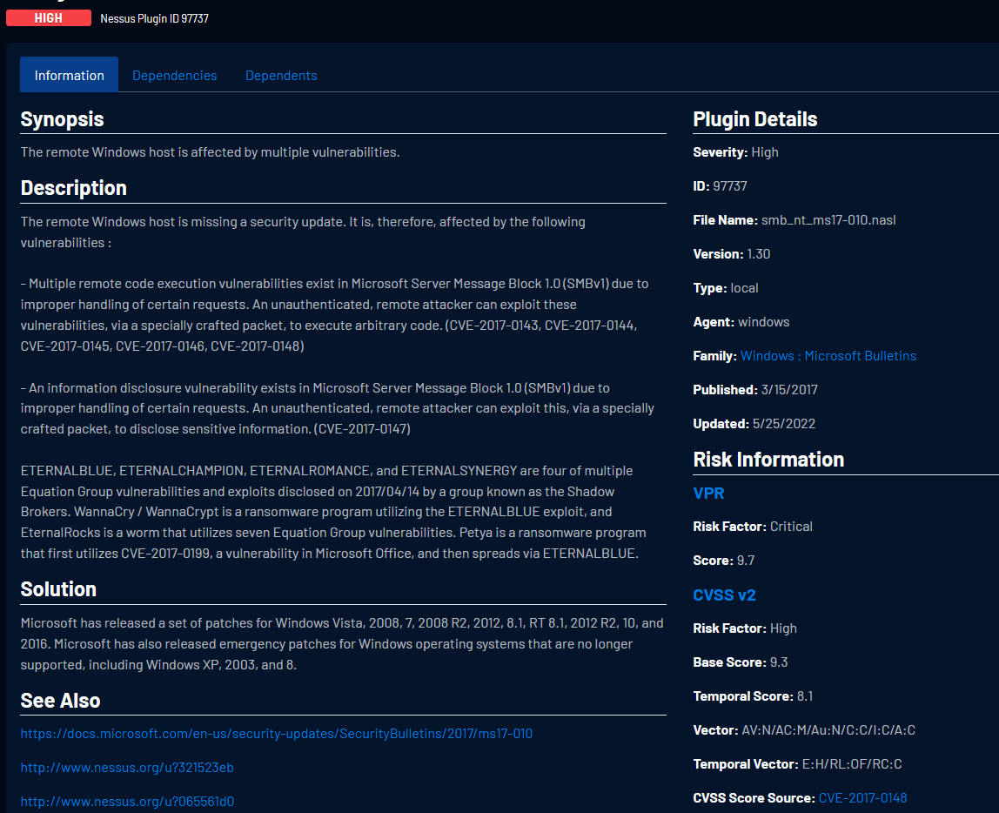 HIGH
Nessus Plugin ID 97737
Information
Dependencies
Dependents
Synopsis
The remote Windows host is affected by multiple vulnerabilities.
Description
The remote Windows host is missing a security update. It is, therefore, affected by the following
vulnerabilities :
- Multiple remote code execution vulnerabilities exist in Microsoft Server Message Block 1.0 (SMBv1) due to
improper handling of certain requests. An unauthenticated, remote attacker can exploit these
vulnerabilities, via a specially crafted packet, to execute arbitrary code. (CVE-2017-0143, CVE-2017-0144,
CVE-2017-0145, CVE-2017-0146, CVE-2017-0148)
- An information disclosure vulnerability exists in Microsoft Server Message Block 1.0 (SMBv1) due to
improper handling of certain requests. An unauthenticated, remote attacker can exploit this, via a specially
crafted packet, to disclose sensitive information. (CVE-2017-0147)
ETERNALBLUE, ETERNALCHAMPION, ETERNALROMANCE, and ETERNALSYNERGY are four of multiple
Equation Group vulnerabilities and exploits disclosed on 2017/04/14 by a group known as the Shadow
Brokers. WannaCry / WannaCrypt is a ransomware program utilizing the ETERNALBLUE exploit, and
EternalRocks is a worm that utilizes seven Equation Group vulnerabilities. Petya is a ransomware program
that first utilizes CVE-2017-0199, a vulnerability in Microsoft Office, and then spreads via ETERNALBLUE.
Solution
Microsoft has released a set of patches for Windows Vista, 2008, 7, 2008 R2, 2012, 8.1, RT 8.1, 2012 R2, 10, and
2016. Microsoft has also released emergency patches for Windows operating systems that are no longer
supported, including Windows XP, 2003, and 8.
See Also
https://docs.microsoft.com/en-us/security-updates/SecurityBulletins/2017/ms17-010
http://www.nessus.org/u?321523eb
http://www.nessus.org/u?065561d0
Plugin Details
Severity: High
ID: 97737
File Name: smb_nt_ms17-010.nasl
Version: 1.30
Type: local
Agent: windows
Family: Windows : Microsoft Bulletins
Published: 3/15/2017
Updated: 5/25/2022
Risk Information
VPR
Risk Factor: Critical
Score: 9.7
CVSS v2
Risk Factor: High
Base Score: 9.3
Temporal Score: 8.1
Vector: AV:N/AC:M/Au:N/C:C/I:C/A:C
Temporal Vector: E:H/RL:OF/RC:C
CVSS Score Source: CVE-2017-0148